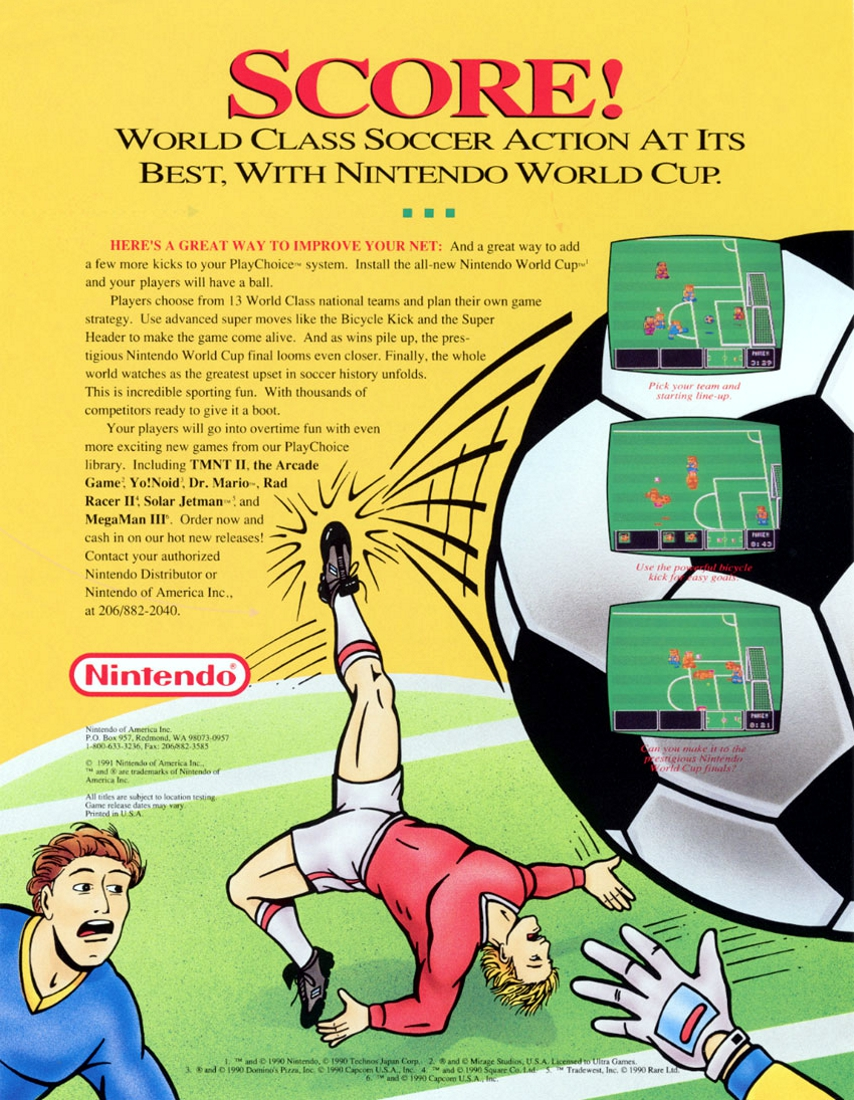 SCORE!
WORLD CLASS SOCCER ACTION AT ITS
BEST, WITH NINTENDO WORLD CUP.
HERE'S A GREAT WAY TO IMPROVE YOUR NET: And a great way to add
a few more kicks to your PlayChoice™ system. Install the all-new Nintendo World Cup™¹
and your players will have a ball.
Players choose from 13 World Class national teams and plan their own game
strategy. Use advanced super moves like the Bicycle Kick and the Super
Header to make the game come alive. And as wins pile up, the pres-
tigious Nintendo World Cup final looms even closer. Finally, the whole
world watches as the greatest upset in soccer history unfolds.
This is incredible sporting fun. With thousands of
competitors ready to give it a boot.
Your players will go into overtime fun with even
more exciting new games from our PlayChoice
library. Including TMNT II, the Arcade
Game², Yo!Noid³, Dr. Mario™, Rad
Racer II⁴, Solar Jetman™⁵, and
MegaMan III⁶. Order now and
cash in on our hot new releases!
Contact your authorized
Nintendo Distributor or
Nintendo of America Inc.,
at 206/882-2040.
Nintendo®
Nintendo of America Inc.
P.O. Box 957, Redmond, WA 98073-0957
1-800-633-3236, Fax: 206/882-3585
© 1991 Nintendo of America Inc.,
™ and ® are trademarks of Nintendo of
America Inc.
All titles are subject to location testing.
Game release dates may vary.
Printed in U.S.A.
3:29
Pick your team and
starting line-up.
0:43
Use the powerful bicycle
kick for easy goals!
0:21
Can you make it to the
prestigious Nintendo
World Cup finals?
1. ™ and © 1990 Nintendo, © 1990 Technos Japan Corp. 2. ® and © Mirage Studios, U.S.A. Licensed to Ultra Games.
3. ® and © 1990 Domino's Pizza, Inc. © 1990 Capcom U.S.A., Inc. 4. ™ and © 1990 Square Co. Ltd. 5. ™ Tradewest, Inc. © 1990 Rare Ltd.
6. ™ and © 1990 Capcom U.S.A., Inc.